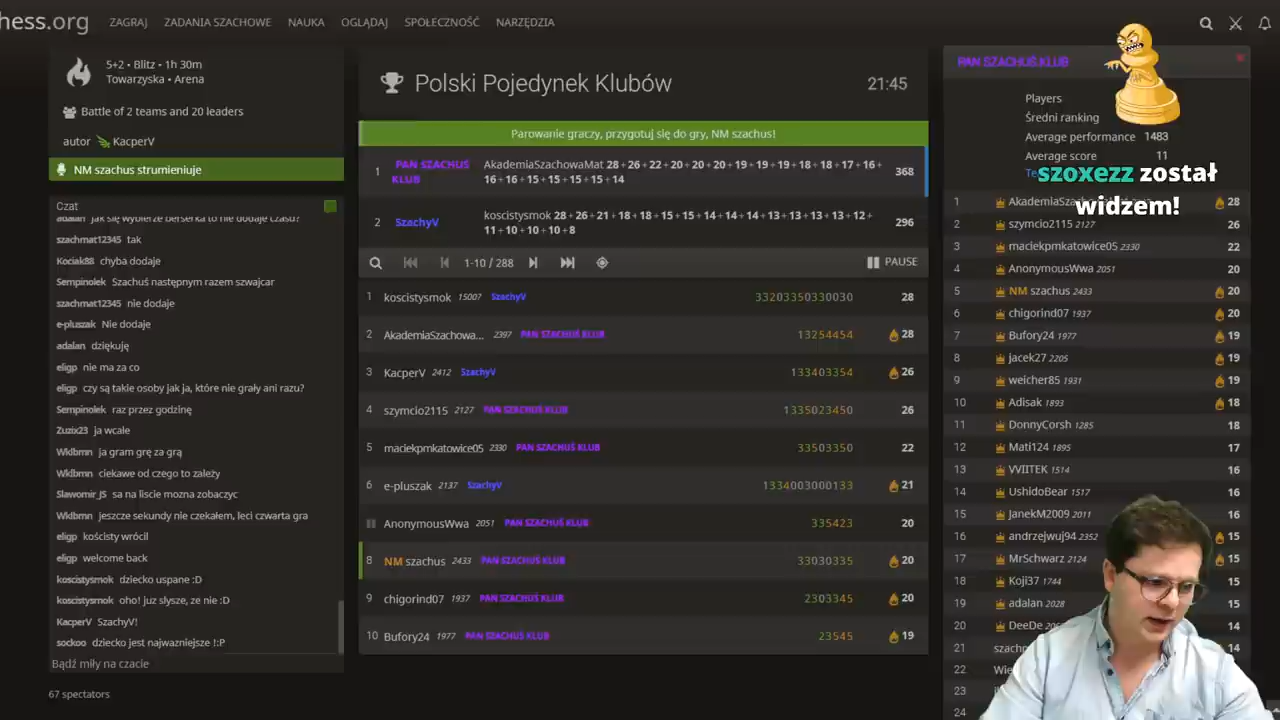 hess.org
ZAGRAJ
ZADANIA SZACHOWE
NAUKA
OGLĄDAJ
SPOŁECZNOŚĆ
NARZĘDZIA
5+2 • Blitz • 1h 30m
Towarzyska • Arena
Battle of 2 teams and 20 leaders
autor KacperV
NM szachus strumieniuje
Czat
adalan jak się wybierze berserka to nie dodaje czasu?
szachmat12345 tak
Kociak88 chyba dodaje
Sempinolek Szachuś następnym razem szwajcar
szachmat12345 nie dodaje
e-pluszak Nie dodaje
adalan dziękuję
eligp nie ma za co
eligp czy są takie osoby jak ja, które nie grały ani razu?
Sempinolek raz przez godzinę
Zuzix23 ja wcale
Wklbmn ja gram grę za grą
Wklbmn ciekawe od czego to zależy
Slawomir_JS sa na liscie mozna zobaczyc
Wklbmn jeszcze sekundy nie czekałem, leci czwarta gra
eligp kościsty wrócił
eligp welcome back
koscistysmok dziecko uspane :D
koscistysmok oho! juz slysze, ze nie :D
KacperV SzachyV!
sockoo dziecko jest najwazniejsze !:P
Bądź miły na czacie
67 spectators
Polski Pojedynek Klubów
21:45
Parowanie graczy, przygotuj się do gry, NM szachus!
1 PAN SZACHUŚ KLUB AkademiaSzachowaMat 28+26+22+20+20+20+19+19+19+18+18+17+16+
16+16+15+15+15+15+14 368
2 SzachyV koscistysmok 28+26+21+18+18+15+15+14+14+14+13+13+13+13+12+
11+10+10+10+8 296
1-10 / 288
PAUSE
1 koscistysmok 15007 SzachyV 33203350330030 28
2 AkademiaSzachowa... 2397 PAN SZACHUŚ KLUB 13254454 28
3 KacperV 2412 SzachyV 133403354 26
4 szymcio2115 2127 PAN SZACHUŚ KLUB 1335023450 26
5 maciekpmkatowice05 2330 PAN SZACHUŚ KLUB 33503350 22
6 e-pluszak 2137 SzachyV 1334003000133 21
AnonymousWwa 2051 PAN SZACHUŚ KLUB 335423 20
8 NM szachus 2433 PAN SZACHUŚ KLUB 33030335 20
9 chigorind07 1937 PAN SZACHUŚ KLUB 2303345 20
10 Bufory24 1977 PAN SZACHUŚ KLUB 23545 19
PAN SZACHUŚ KLUB
Players
Średni ranking
Average performance 1483
Average score 11
szoxezz został
widzem!
1 28
2 szymcio2115 2127 26
3 maciekpmkatowice05 2330 22
4 AnonymousWwa 2051 20
5 NM szachus 2433 20
6 chigorind07 1937 20
7 Bufory24 1977 19
8 jacek27 2205 19
9 weicher85 1931 19
10 Adisak 1893 18
11 DonnyCorsh 1285 18
12 Mati124 1895 17
13 VVIITEK 1514 16
14 UshidoBear 1517 16
15 JanekM2009 2011 16
16 andrzejwuj94 2352 15
17 MrSchwarz 2124 15
18 Koji37 1744 15
19 adalan 2028 15
20 DeeDe 14
21 14
22
23
24